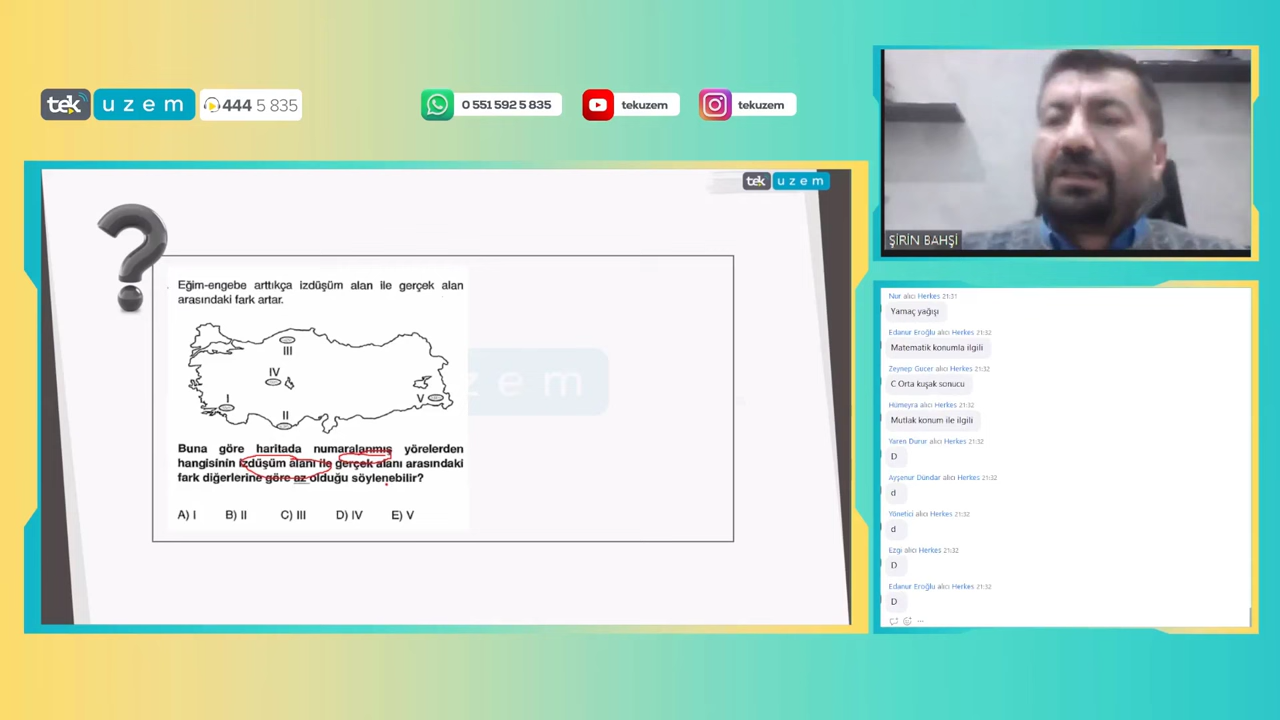 tek uzem 444 5 835
0 551 592 5 835
tekuzem
tekuzem
tek uzem
Eğim-engebe arttıkça izdüşüm alan ile gerçek alan
arasındaki fark artar.
III
IV
I
V
II
zem
Buna göre haritada numaralanmış yörelerden
hangisinin izdüşüm alanı ile gerçek alanı arasındaki
fark diğerlerine göre az olduğu söylenebilir?
A) I B) II C) III D) IV E) V
ŞİRİN BAHŞİ
Nur alıcı Herkes 21:31
Yamaç yağışı
Edanur Eroğlu alıcı Herkes 21:32
Matematik konumla ilgili
Zeynep Gucer alıcı Herkes 21:32
C Orta kuşak sonucu
Hümeyra alıcı Herkes 21:32
Mutlak konum ile ilgili
Yaren Durur alıcı Herkes 21:32
D
Ayşenur Dündar alıcı Herkes 21:32
d
Yönetici alıcı Herkes 21:32
d
Ezgi alıcı Herkes 21:32
D
Edanur Eroğlu alıcı Herkes 21:32
D